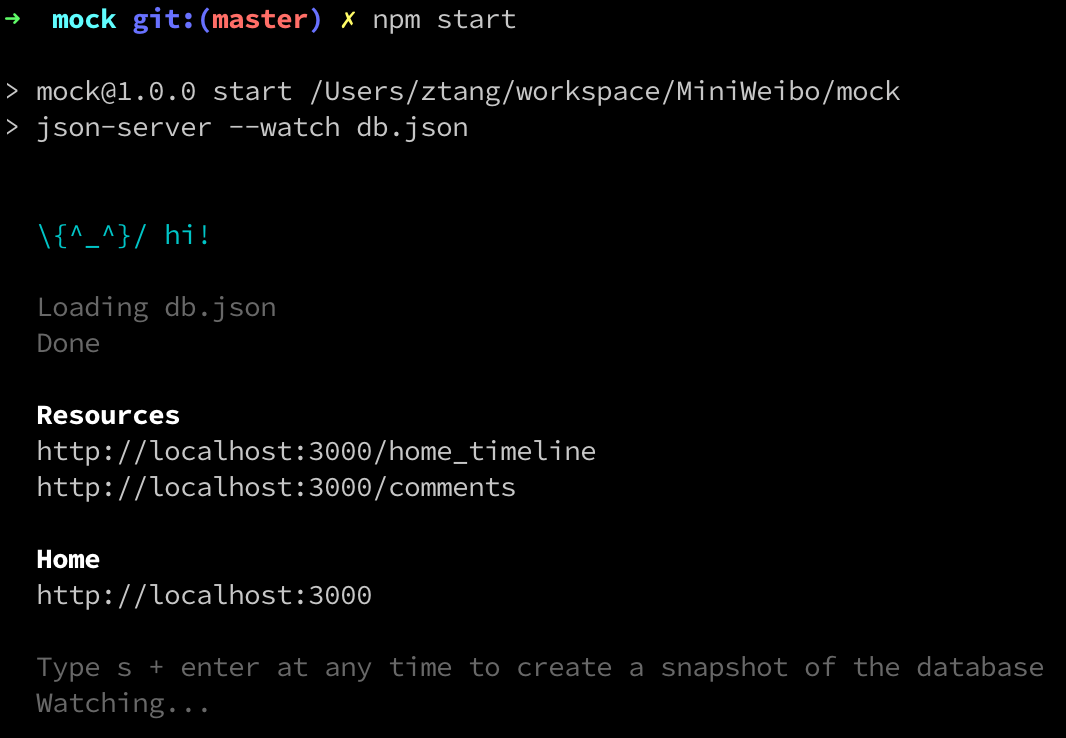 ➜  mock git:(master) ✗ npm start
> mock@1.0.0 start /Users/ztang/workspace/MiniWeibo/mock
> json-server --watch db.json
\{^_^}/ hi!
Loading db.json
Done
Resources
http://localhost:3000/home_timeline
http://localhost:3000/comments
Home
http://localhost:3000
Type s + enter at any time to create a snapshot of the database
Watching...